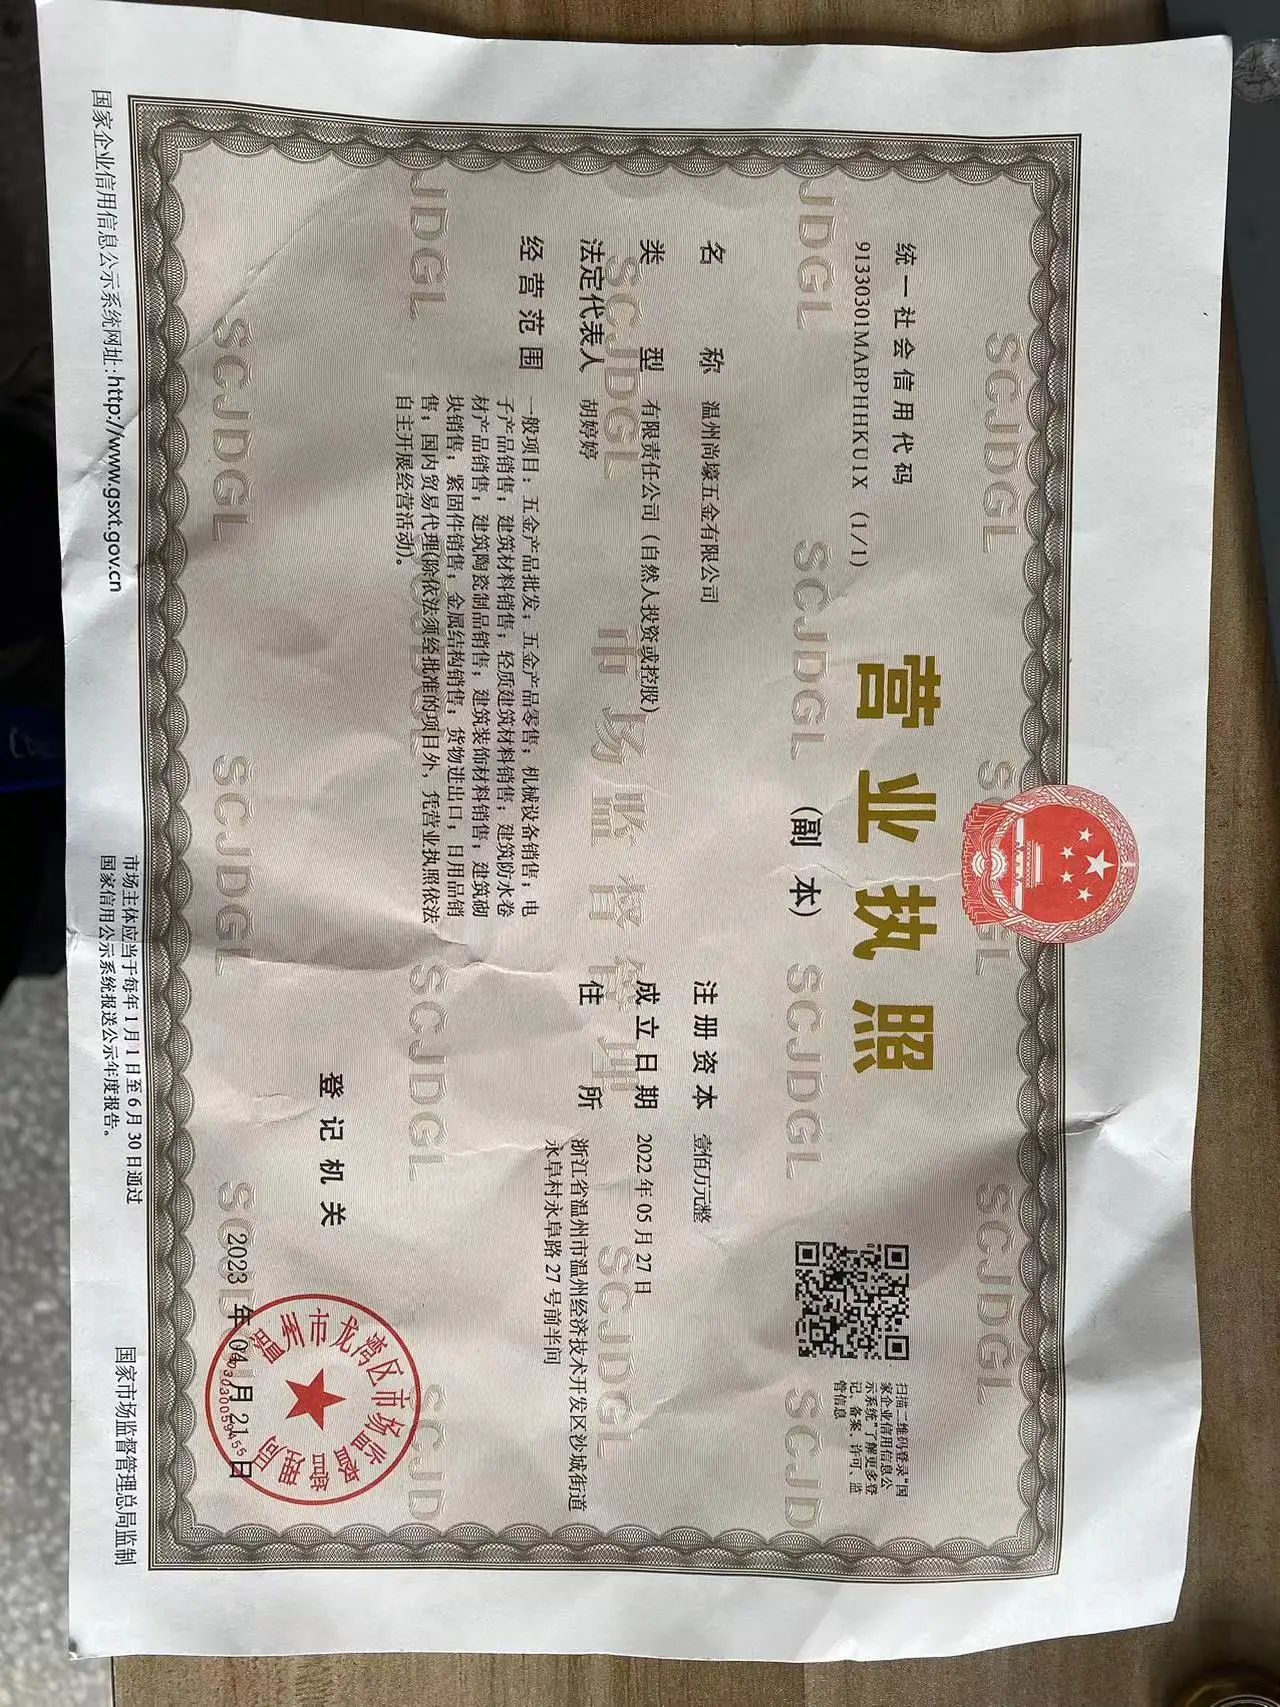 营业执照
(副本)
统一社会信用代码
91330301MABPHHKU1X (1/1)
扫描二维码登录“国
家企业信用信息公
示系统”了解更多登
记、备案、许可、监
管信息
名称 温州尚壕五金有限公司
类型 有限责任公司(自然人投资或控股)
法定代表人 胡婷婷
经营范围 一般项目：五金产品批发；五金产品零售；机械设备销售；电
子产品销售；建筑材料销售；轻质建筑材料销售；建筑防水卷
材产品销售；建筑陶瓷制品销售；建筑装饰材料销售；建筑砌
块销售；紧固件销售；金属结构销售；货物进出口；日用品销
售；国内贸易代理(除依法须经批准的项目外，凭营业执照依法
自主开展经营活动)。
注册资本 壹佰万元整
成立日期 2022年05月27日
住所 浙江省温州市温州经济技术开发区沙城街道
永阜村永阜路27号前半间
登记机关
温州市龙湾区市场监督管理局
2023年04月21日
国家企业信用信息公示系统网址:http://www.gsxt.gov.cn
市场主体应当于每年1月1日至6月30日通过
国家信用公示系统报送公示年度报告。
国家市场监督管理总局监制
SCJDGL
市场监督管理